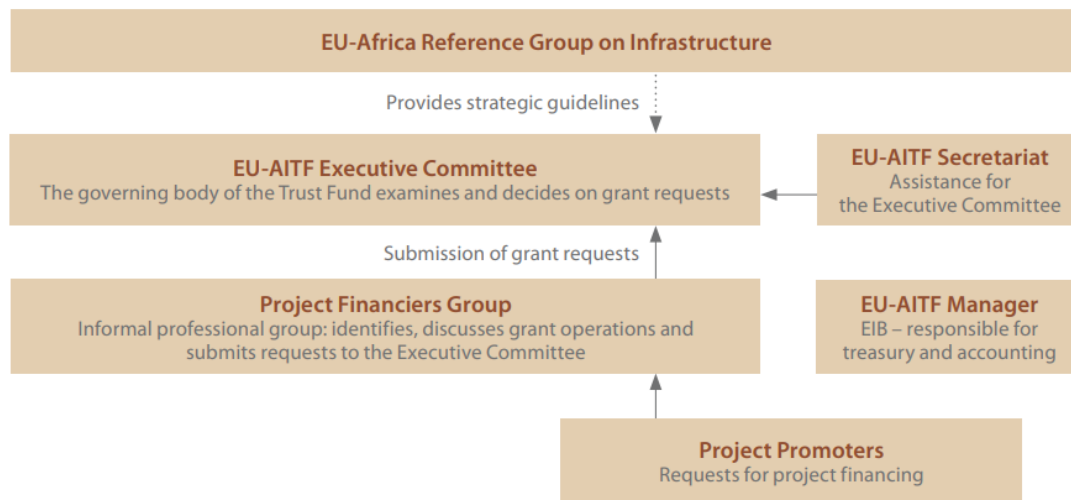 EU-Africa Reference Group on Infrastructure
Provides strategic guidelines
EU-AITF Executive Committee
The governing body of the Trust Fund examines and decides on grant requests
EU-AITF Secretariat
Assistance for
the Executive Committee
Submission of grant requests
Project Financiers Group
Informal professional group: identifies, discusses grant operations and
submits requests to the Executive Committee
EU-AITF Manager
EIB – responsible for
treasury and accounting
Project Promoters
Requests for project financing